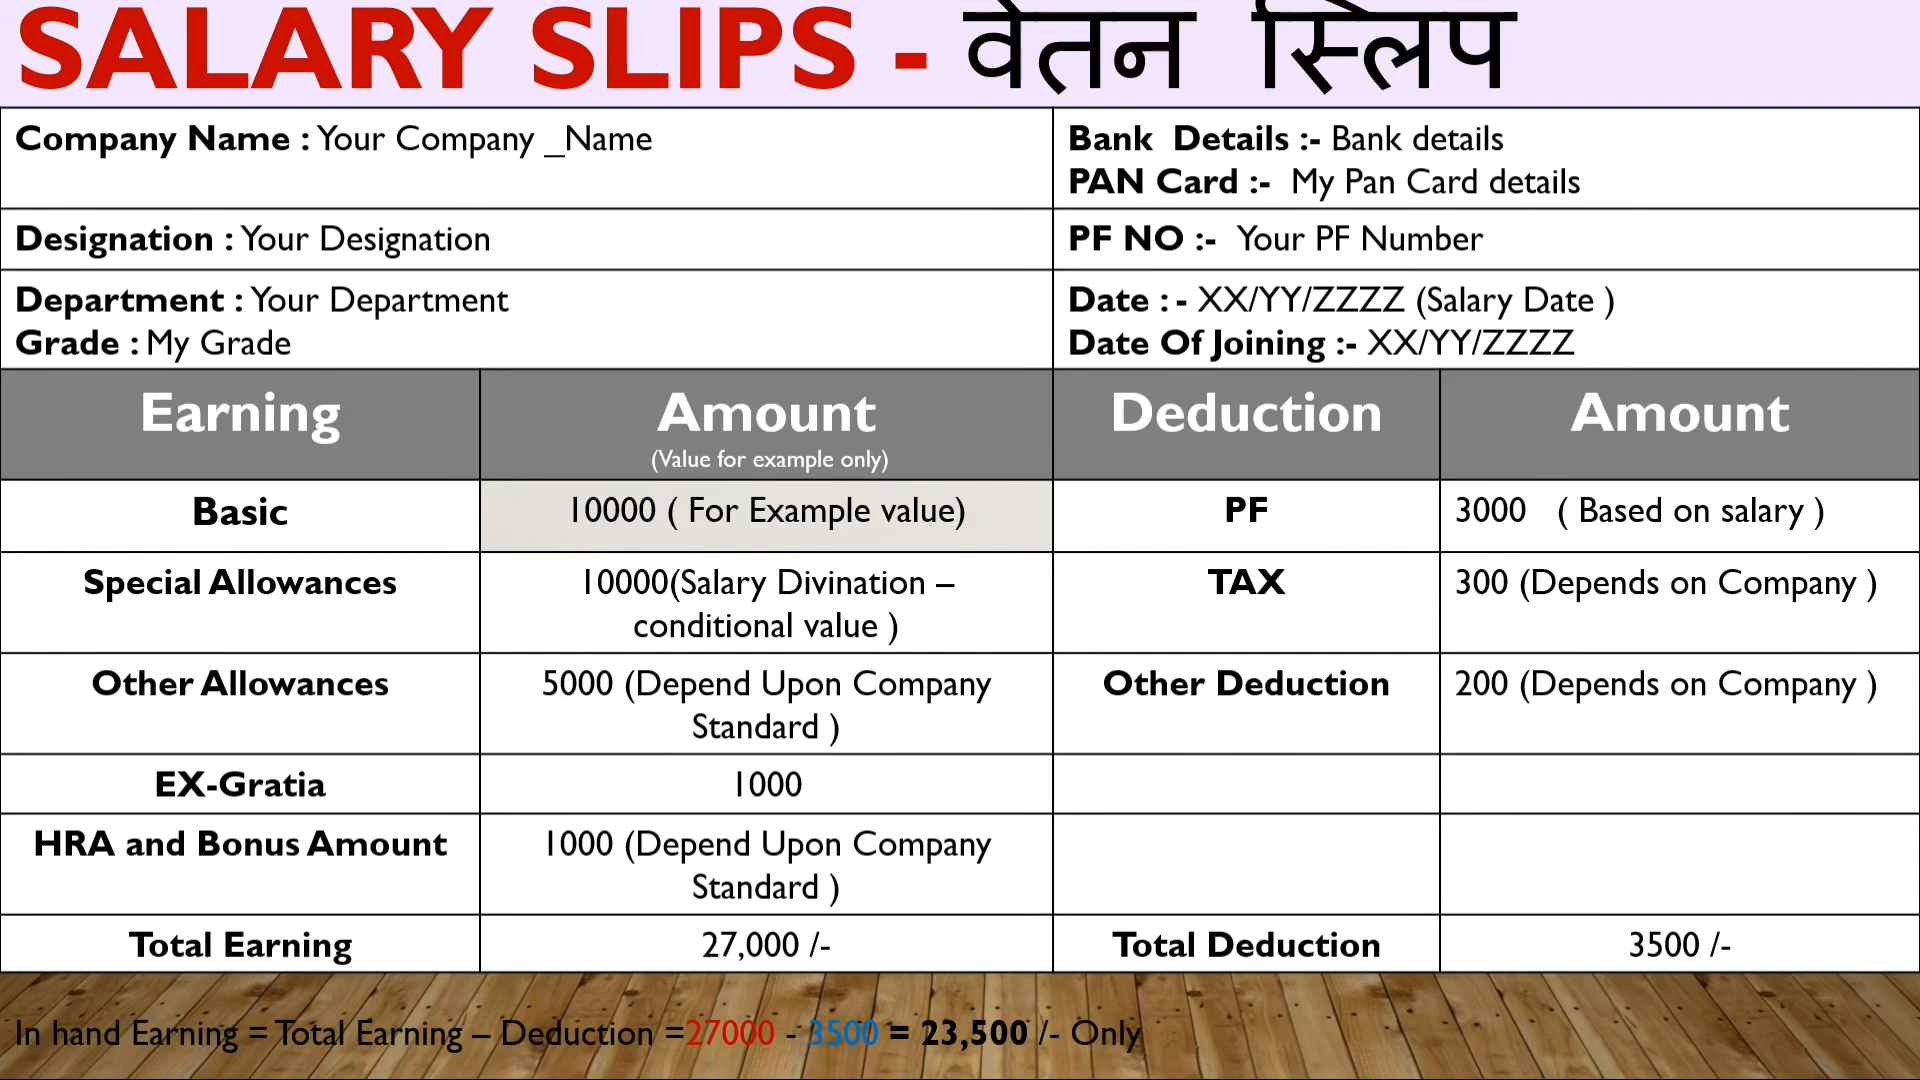 SALARY SLIPS - वेतन स्लिप
Company Name : Your Company _Name
Bank Details :- Bank details
PAN Card :- My Pan Card details
Designation : Your Designation
PF NO :- Your PF Number
Department : Your Department
Grade : My Grade
Date : - XX/YY/ZZZZ (Salary Date )
Date Of Joining :- XX/YY/ZZZZ
Earning
Amount
(Value for example only)
Deduction
Amount
Basic
10000 ( For Example value)
PF
3000 ( Based on salary )
Special Allowances
10000(Salary Divination –
conditional value )
TAX
300 (Depends on Company )
Other Allowances
5000 (Depend Upon Company
Standard )
Other Deduction
200 (Depends on Company )
EX-Gratia
1000
HRA and Bonus Amount
1000 (Depend Upon Company
Standard )
Total Earning
27,000 /-
Total Deduction
3500 /-
In hand Earning = Total Earning – Deduction =27000 - 3500 = 23,500 /- Only